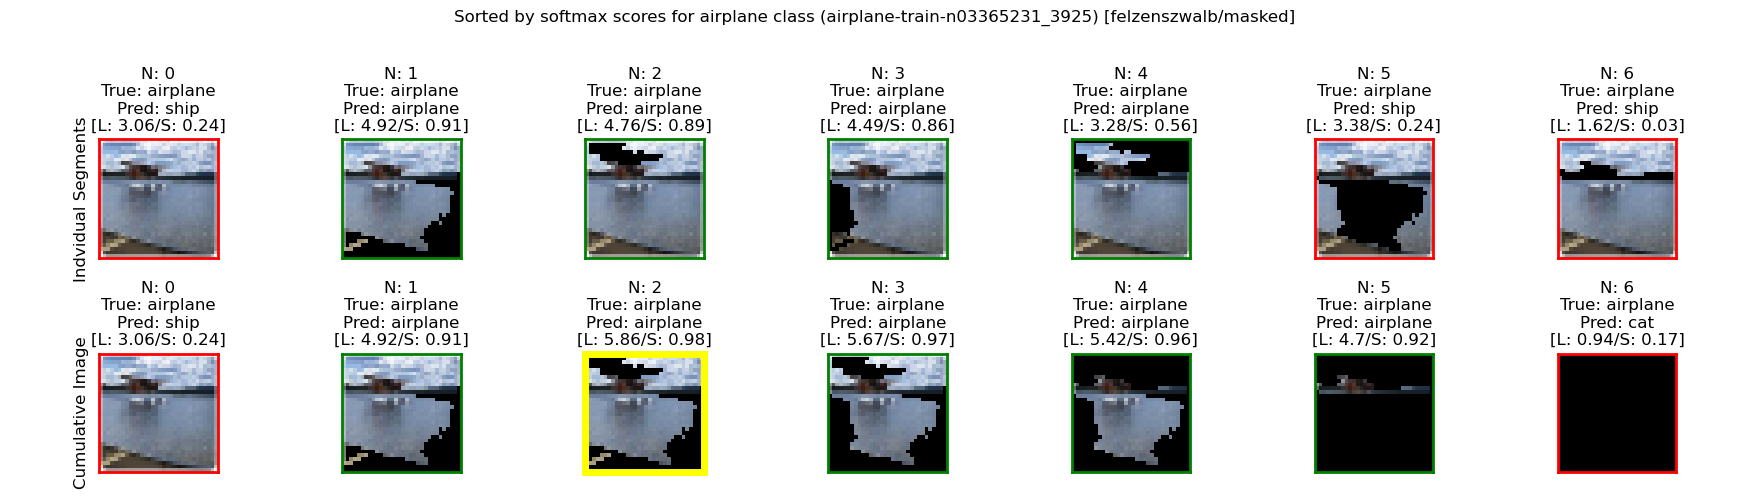 Sorted by softmax scores for airplane class (airplane-train-n03365231_3925) [felzenszwalb/masked]
Indvidual Segments
N: 0
True: airplane
Pred: ship
[L: 3.06/S: 0.24]
N: 1
True: airplane
Pred: airplane
[L: 4.92/S: 0.91]
N: 2
True: airplane
Pred: airplane
[L: 4.76/S: 0.89]
N: 3
True: airplane
Pred: airplane
[L: 4.49/S: 0.86]
N: 4
True: airplane
Pred: airplane
[L: 3.28/S: 0.56]
N: 5
True: airplane
Pred: ship
[L: 3.38/S: 0.24]
N: 6
True: airplane
Pred: ship
[L: 1.62/S: 0.03]
Cumulative Image
N: 0
True: airplane
Pred: ship
[L: 3.06/S: 0.24]
N: 1
True: airplane
Pred: airplane
[L: 4.92/S: 0.91]
N: 2
True: airplane
Pred: airplane
[L: 5.86/S: 0.98]
N: 3
True: airplane
Pred: airplane
[L: 5.67/S: 0.97]
N: 4
True: airplane
Pred: airplane
[L: 5.42/S: 0.96]
N: 5
True: airplane
Pred: airplane
[L: 4.7/S: 0.92]
N: 6
True: airplane
Pred: cat
[L: 0.94/S: 0.17]